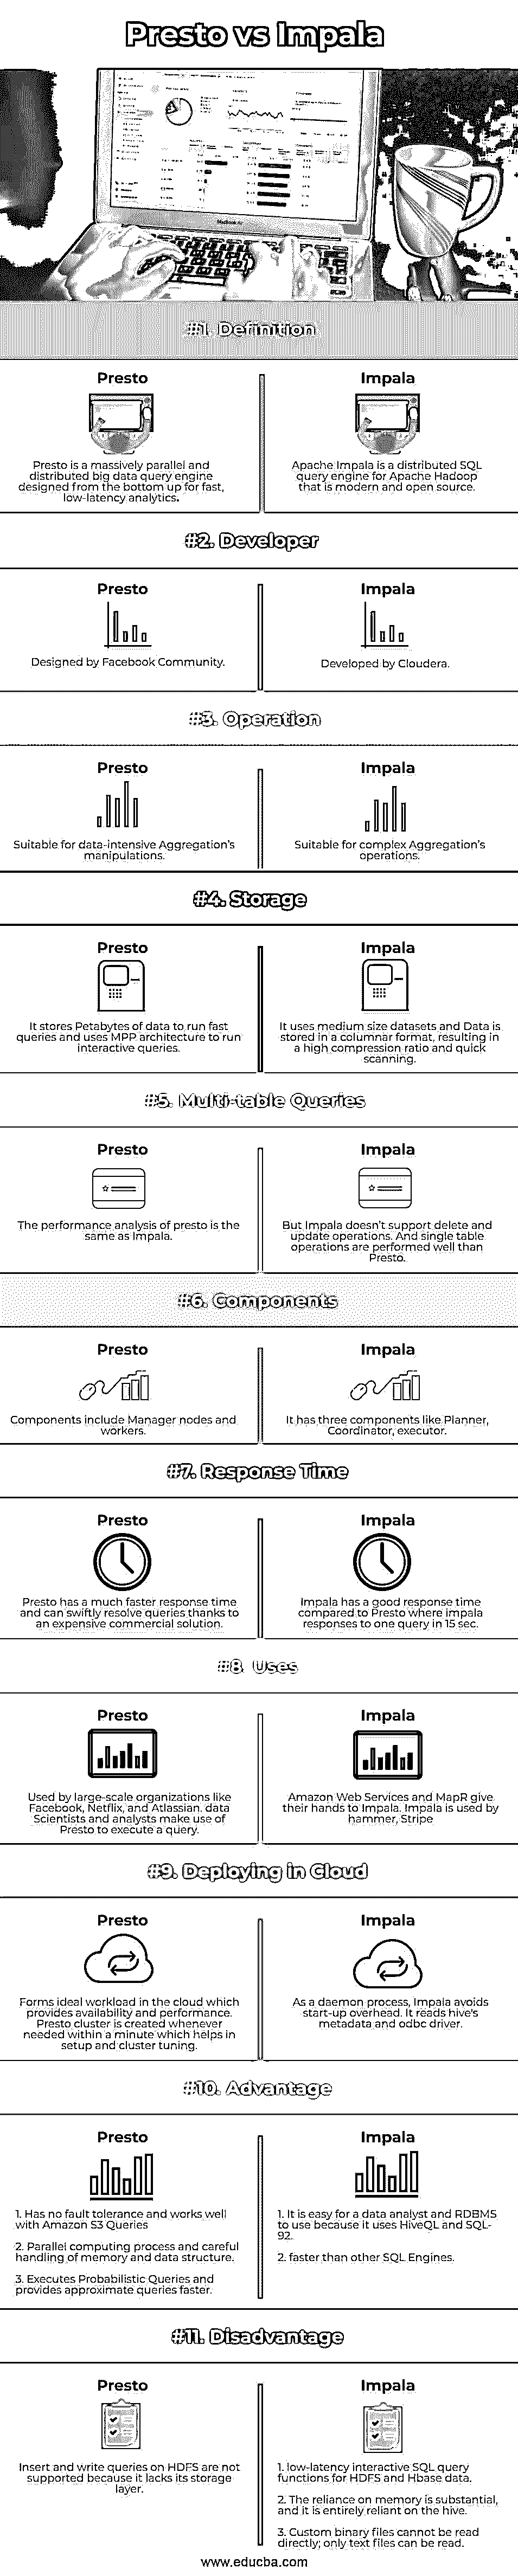 Presto vs Impala
#1. Definition
Presto
Presto is a massively parallel and
distributed big data query engine
designed from the bottom up for fast,
low-latency analytics.
Impala
Apache Impala is a distributed SQL
query engine for Apache Hadoop
that is modern and open source.
#2. Developer
Presto
Designed by Facebook Community.
Impala
Developed by Cloudera.
#3. Operation
Presto
Suitable for data-intensive Aggregation's
manipulations.
Impala
Suitable for complex Aggregation's
operations.
#4. Storage
Presto
It stores Petabytes of data to run fast
queries and uses MPP architecture to run
interactive queries.
Impala
It uses medium size datasets and Data is
stored in a columnar format, resulting in
a high compression ratio and quick
scanning.
#5. Multi-table Queries
Presto
The performance analysis of presto is the
same as Impala.
Impala
But Impala doesn't support delete and
update operations. And single table
operations are performed well than
Presto.
#6. Components
Presto
Components include Manager nodes and
workers.
Impala
It has three components like Planner,
Coordinator, executor.
#7. Response Time
Presto
Presto has a much faster response time
and can swiftly resolve queries thanks to
an expensive commercial solution.
Impala
Impala has a good response time
compared to Presto where impala
responses to one query in 15 sec.
#8. Uses
Presto
Used by large-scale organizations like
Facebook, Netflix, and Atlassian. data
Scientists and analysts make use of
Presto to execute a query.
Impala
Amazon Web Services and MapR give
their hands to Impala. Impala is used by
hammer, Stripe
#9. Deploying in Cloud
Presto
Forms ideal workload in the cloud which
provides availability and performance.
Presto cluster is created whenever
needed within a minute which helps in
setup and cluster tuning.
Impala
As a daemon process, Impala avoids
start-up overhead. It reads hive's
metadata and odbc driver.
#10. Advantage
Presto
1. Has no fault tolerance and works well
with Amazon S3 Queries
2. Parallel computing process and careful
handling of memory and data structure.
3. Executes Probabilistic Queries and
provides approximate queries faster.
Impala
1. It is easy for a data analyst and RDBMS
to use because it uses HiveQL and SQL-
92.
2. faster than other SQL Engines.
#11. Disadvantage
Presto
Insert and write queries on HDFS are not
supported because it lacks its storage
layer.
Impala
1. low-latency interactive SQL query
functions for HDFS and Hbase data.
2. The reliance on memory is substantial,
and it is entirely reliant on the hive.
3. Custom binary files cannot be read
directly; only text files can be read.
www.educba.com